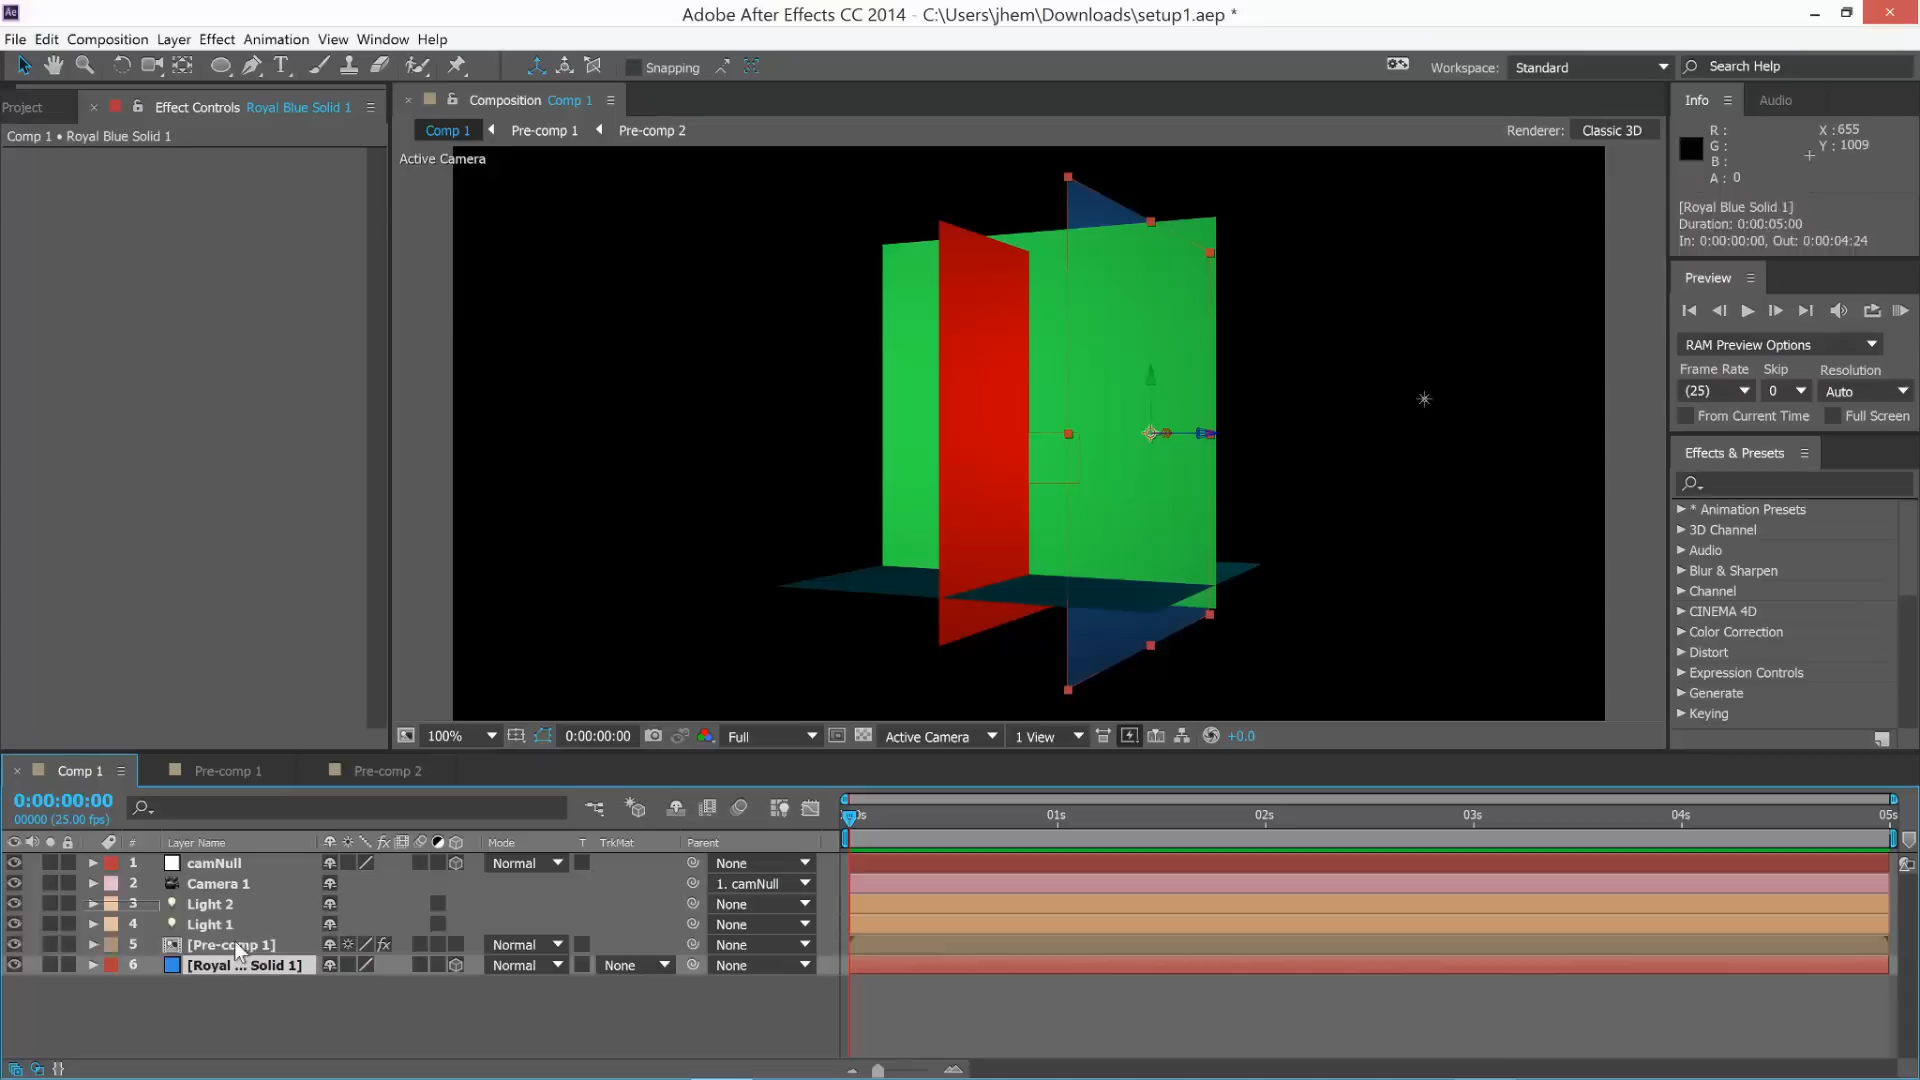 Ae
Adobe After Effects CC 2014 - C:\Users\jhem\Downloads\setup1.aep *
File Edit Composition Layer Effect Animation View Window Help
Snapping
Workspace: Standard
Search Help
Project
Effect Controls Royal Blue Solid 1
Composition Comp 1
Info
Audio
Comp 1 • Royal Blue Solid 1
Comp 1 Pre-comp 1 Pre-comp 2
Renderer: Classic 3D
Active Camera
R :
G :
B :
A : 0
X : 655
Y : 1009
[Royal Blue Solid 1]
Duration: 0:00:05:00
In: 0:00:00:00, Out: 0:00:04:24
Preview
RAM Preview Options
Frame Rate Skip Resolution
(25) 0 Auto
From Current Time Full Screen
Effects & Presets
* Animation Presets
3D Channel
Audio
Blur & Sharpen
Channel
CINEMA 4D
Color Correction
Distort
Expression Controls
Generate
Keying
100% 0:00:00:00 Full Active Camera 1 View +0.0
Comp 1 Pre-comp 1 Pre-comp 2
0:00:00:00
00000 (25.00 fps)
01s 02s 03s 04s 05s
# Layer Name fx Mode T TrkMat Parent
1 camNull Normal None
2 Camera 1 1. camNull
3 Light 2 None
4 Light 1 None
5 [Pre-comp 1] fx Normal None
6 [Royal ... Solid 1] Normal None None